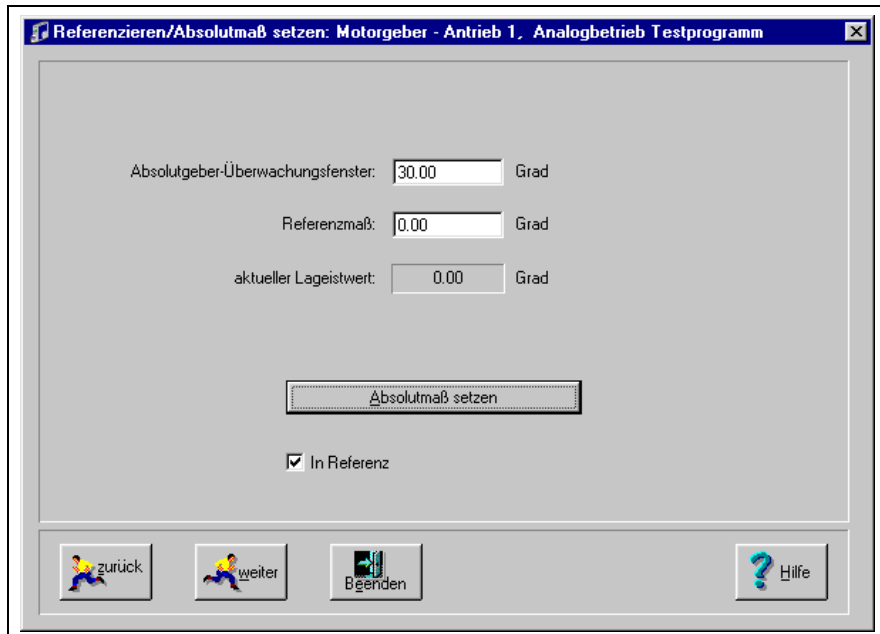 Referenzieren/Absolutmaß setzen: Motorgeber - Antrieb 1, Analogbetrieb Testprogramm
Absolutgeber-Überwachungsfenster: 30.00 Grad
Referenzmaß: 0.00 Grad
aktueller Lageistwert: 0.00 Grad
Absolutmaß setzen
In Referenz
zurück weiter Beenden Hilfe